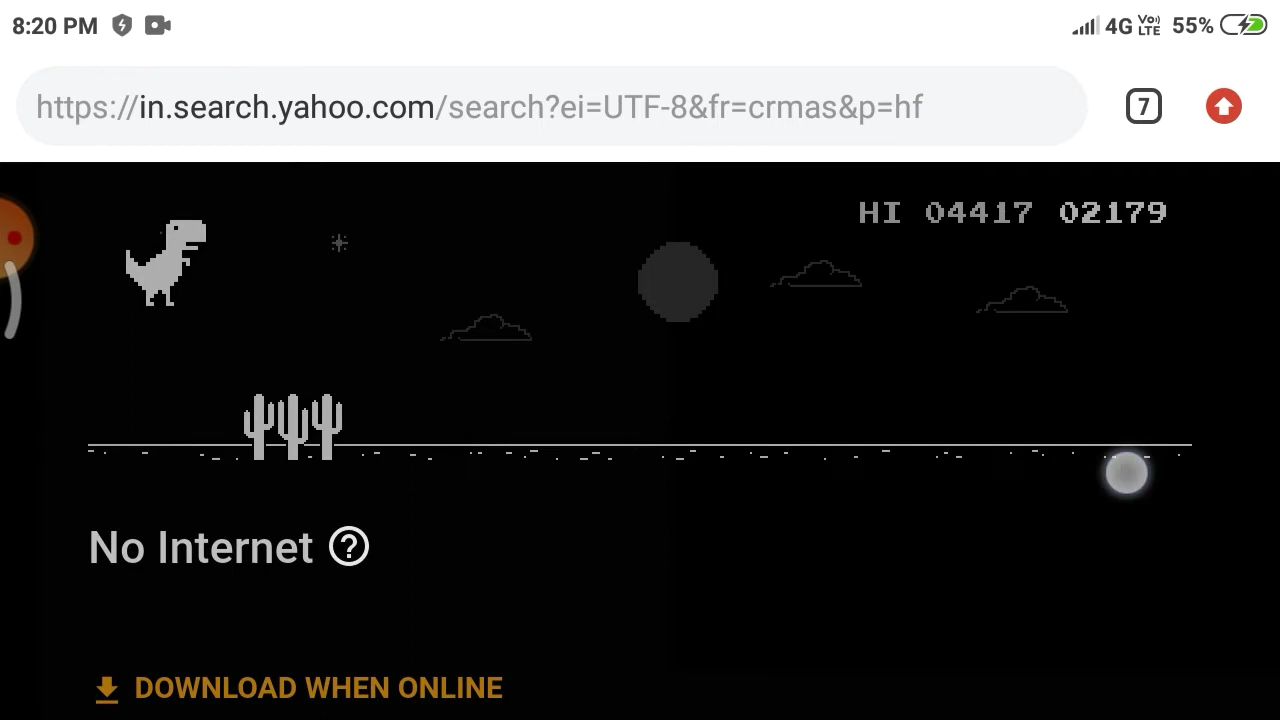 8:20 PM 4G Vo) LTE 55%
https://in.search.yahoo.com/search?ei=UTF-8&fr=crmas&p=hf 7
HI 04417 02179
No Internet ?
DOWNLOAD WHEN ONLINE